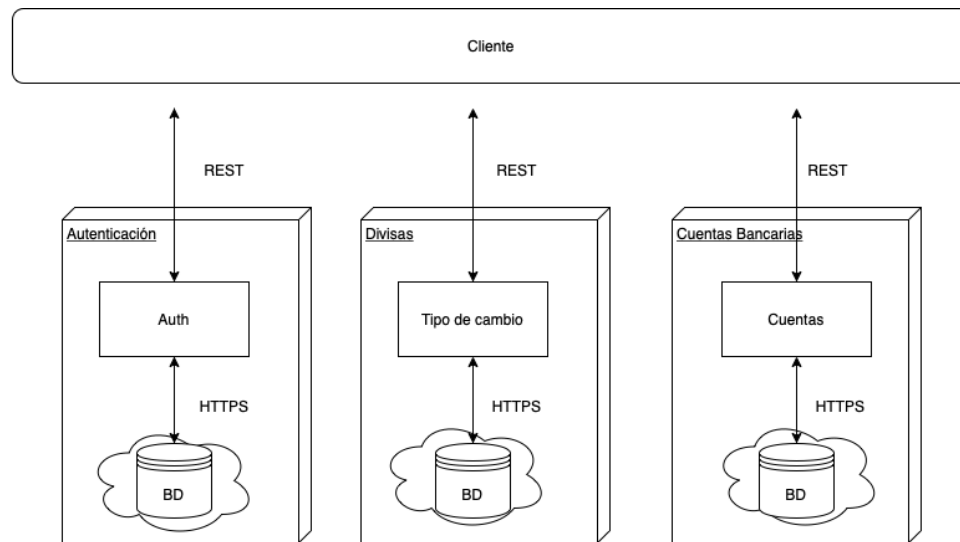 Cliente
REST
REST
REST
Autenticación
Divisas
Cuentas Bancarias
Auth
Tipo de cambio
Cuentas
HTTPS
HTTPS
HTTPS
BD
BD
BD